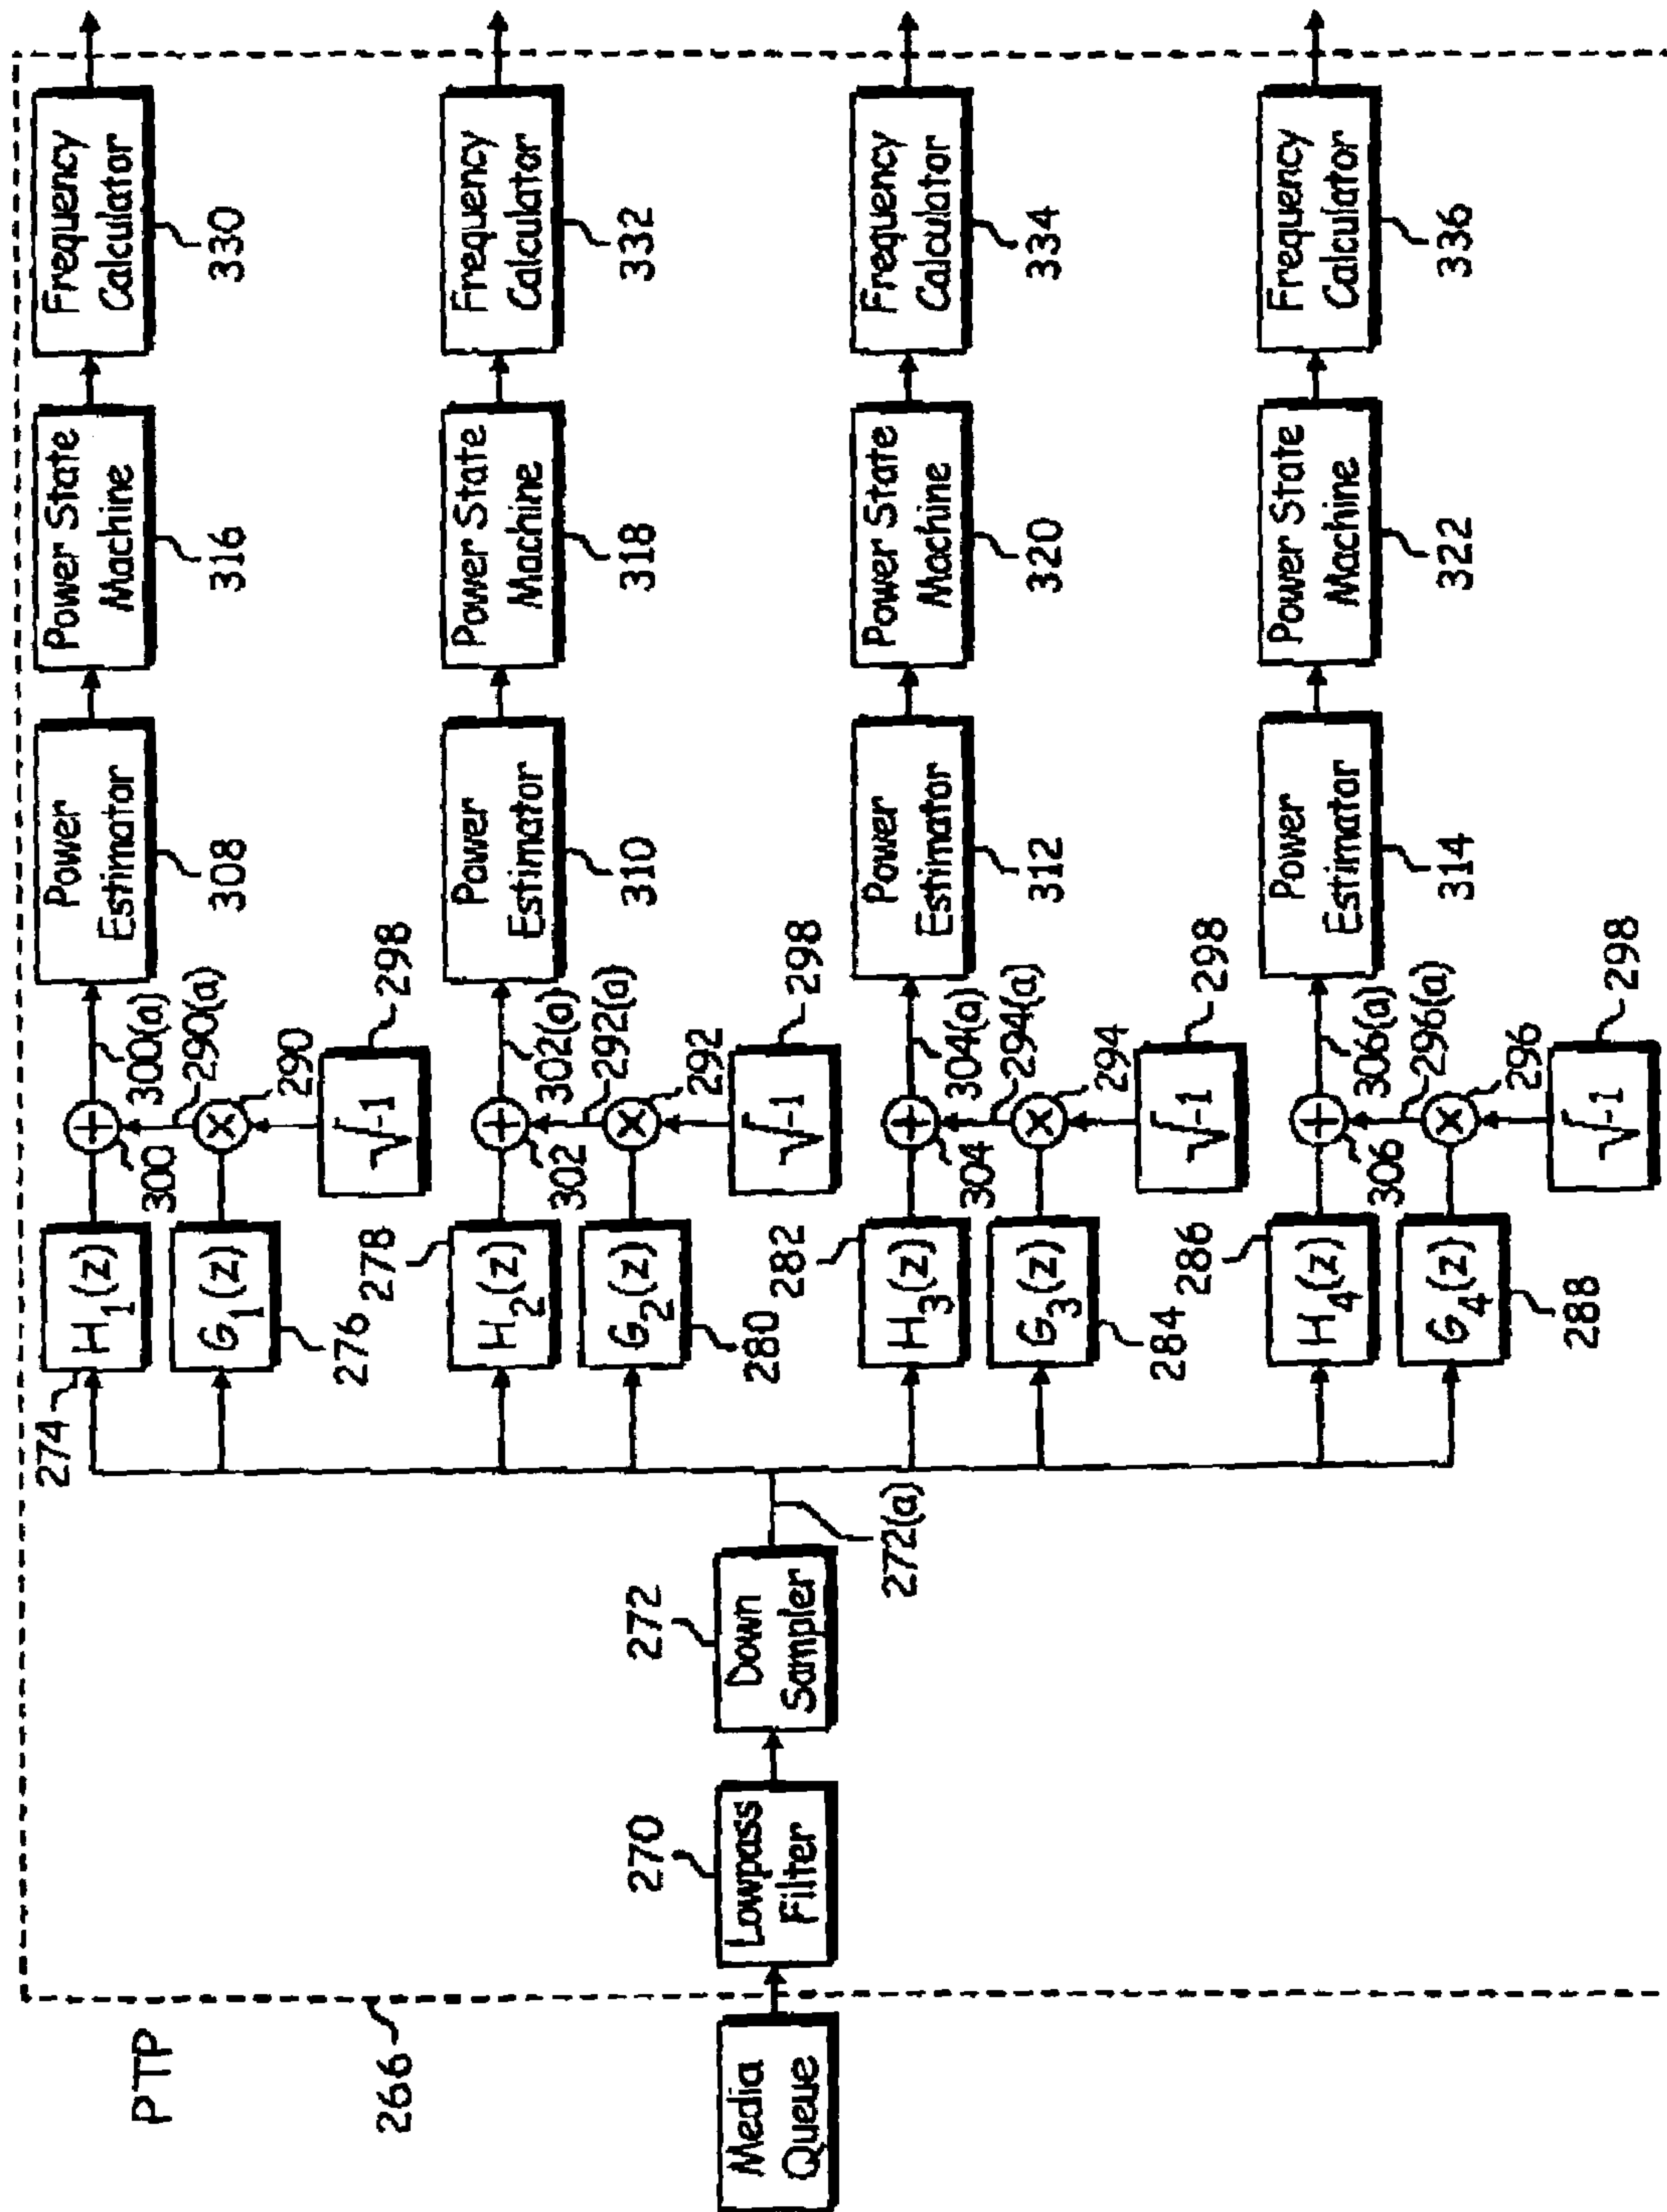 PTP
266
Media
Queue
270
Lowpass
Filter
272
Down
Sampler
272(a)
274
H1(z)
G1(z)
276
300
300(a)
290(a)
290
√-1
298
Power
Estimator
308
Power State
Machine
316
Frequency
Calculator
330
278
H2(z)
G2(z)
280
302
302(a)
292(a)
292
√-1
298
Power
Estimator
310
Power State
Machine
318
Frequency
Calculator
332
282
H3(z)
G3(z)
284
304
304(a)
294(a)
294
√-1
298
Power
Estimator
312
Power State
Machine
320
Frequency
Calculator
334
286
H4(z)
G4(z)
288
306
306(a)
296(a)
296
√-1
298
Power
Estimator
314
Power State
Machine
322
Frequency
Calculator
336